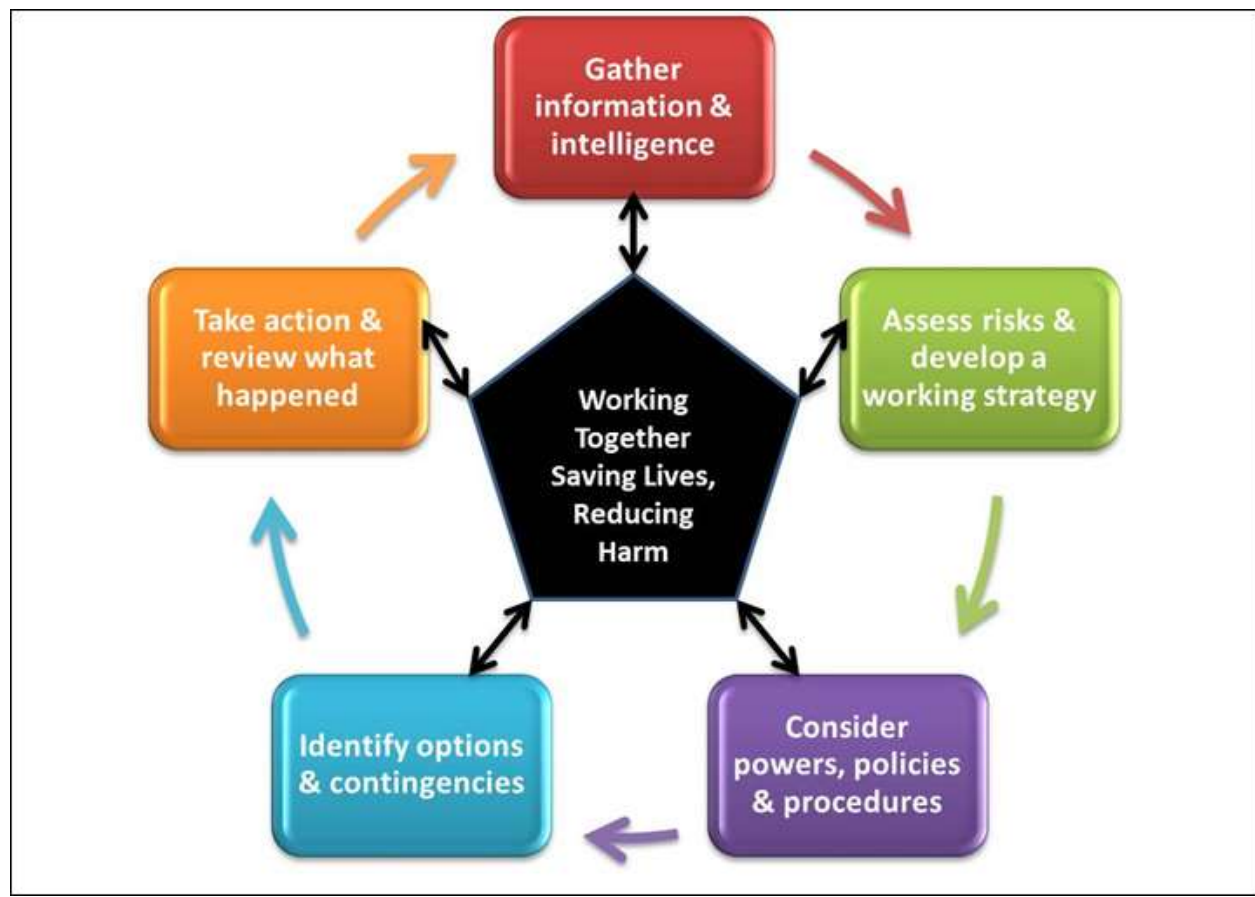 Gather
information &
intelligence
Assess risks &
develop a
working strategy
Consider
powers, policies
& procedures
Identify options
& contingencies
Take action &
review what
happened
Working
Together
Saving Lives,
Reducing
Harm